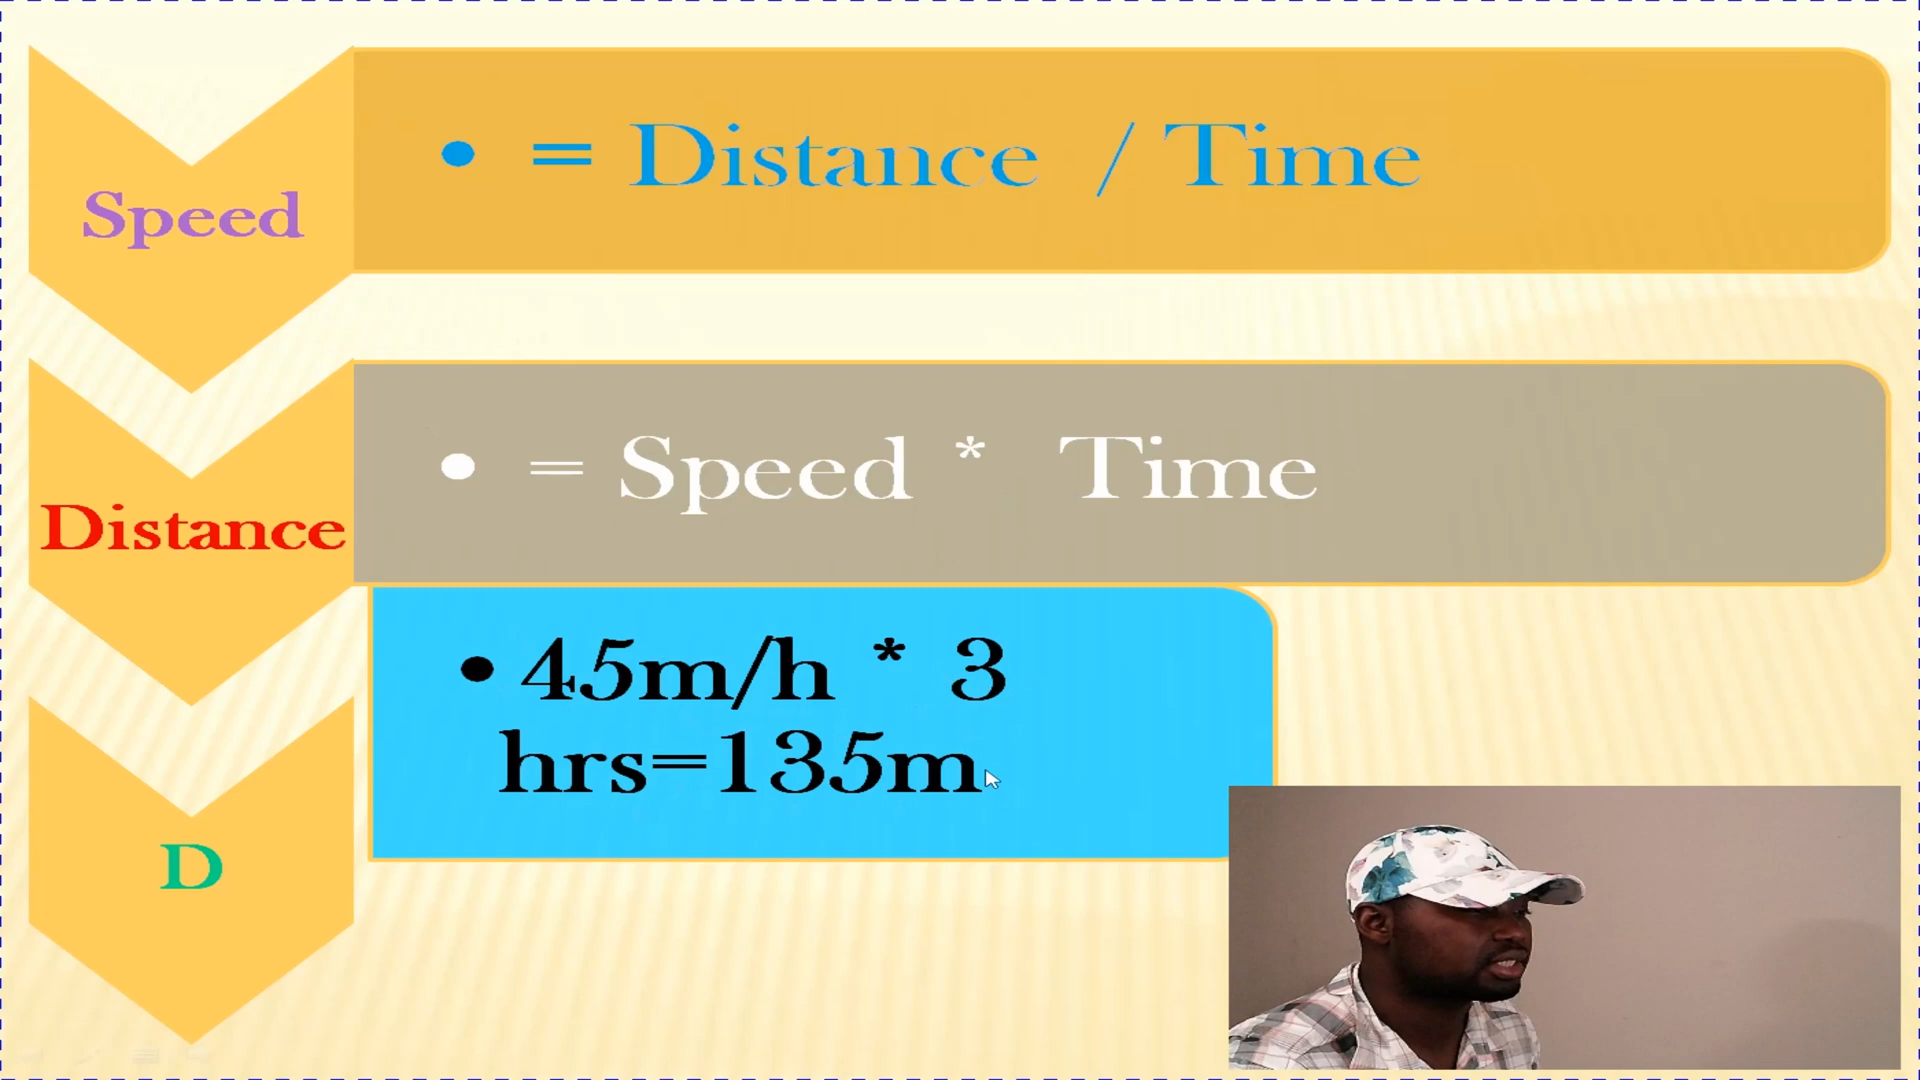 Speed
• = Distance / Time
Distance
• = Speed * Time
D
• 45m/h * 3
hrs=135m